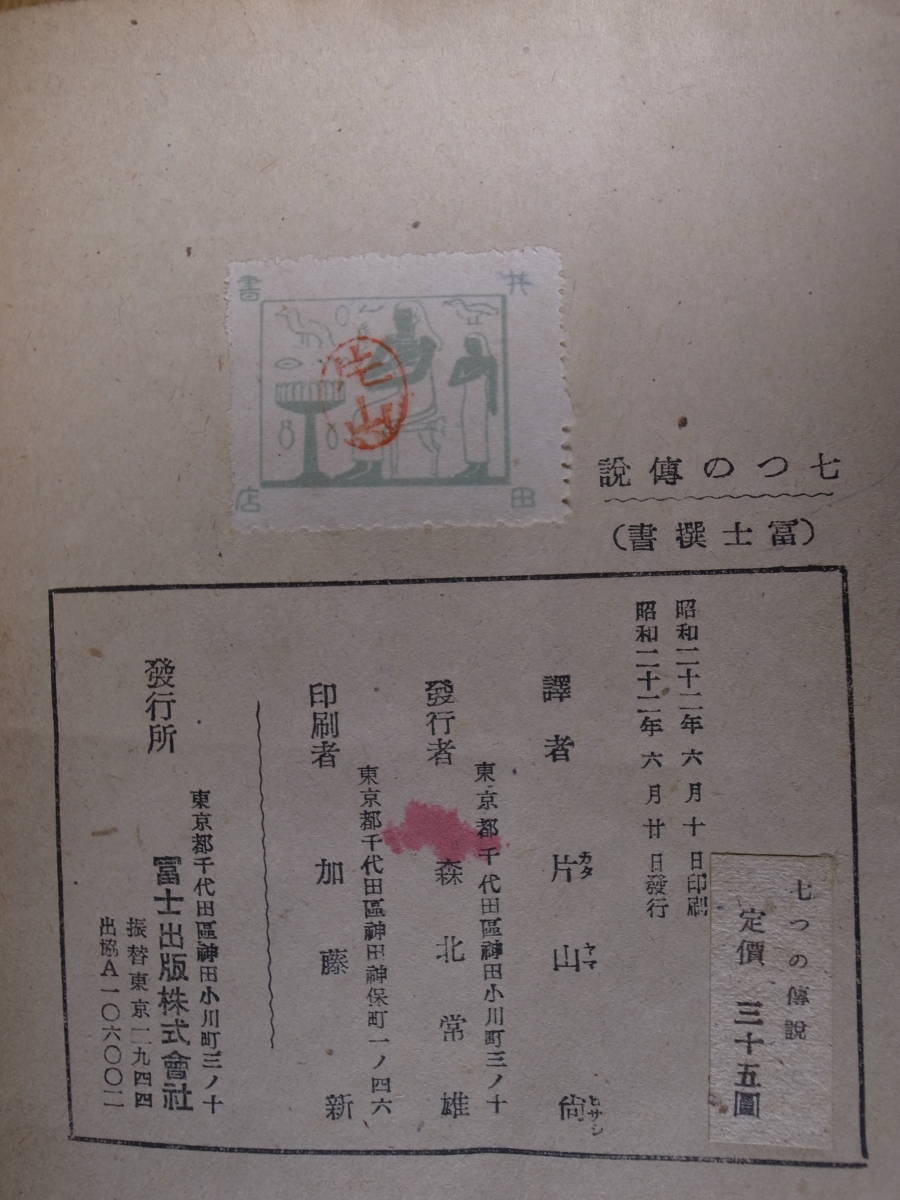 田
書店
片山
七つの傳說
（冨士撰書）
七つの傳說
定價 三十五圓
昭和二十二年六月十日印刷
昭和二十二年六月廿日發行
譯者 片山尙
カタ ヤマ ヒサシ
東京都千代田區神田小川町三ノ十
發行者 森北常雄
東京都千代田區神田神保町一ノ四六
印刷者 加藤新
東京都千代田區神田小川町三ノ十
發行所 冨士出版株式會社
振替東京
出協A一〇六〇〇二